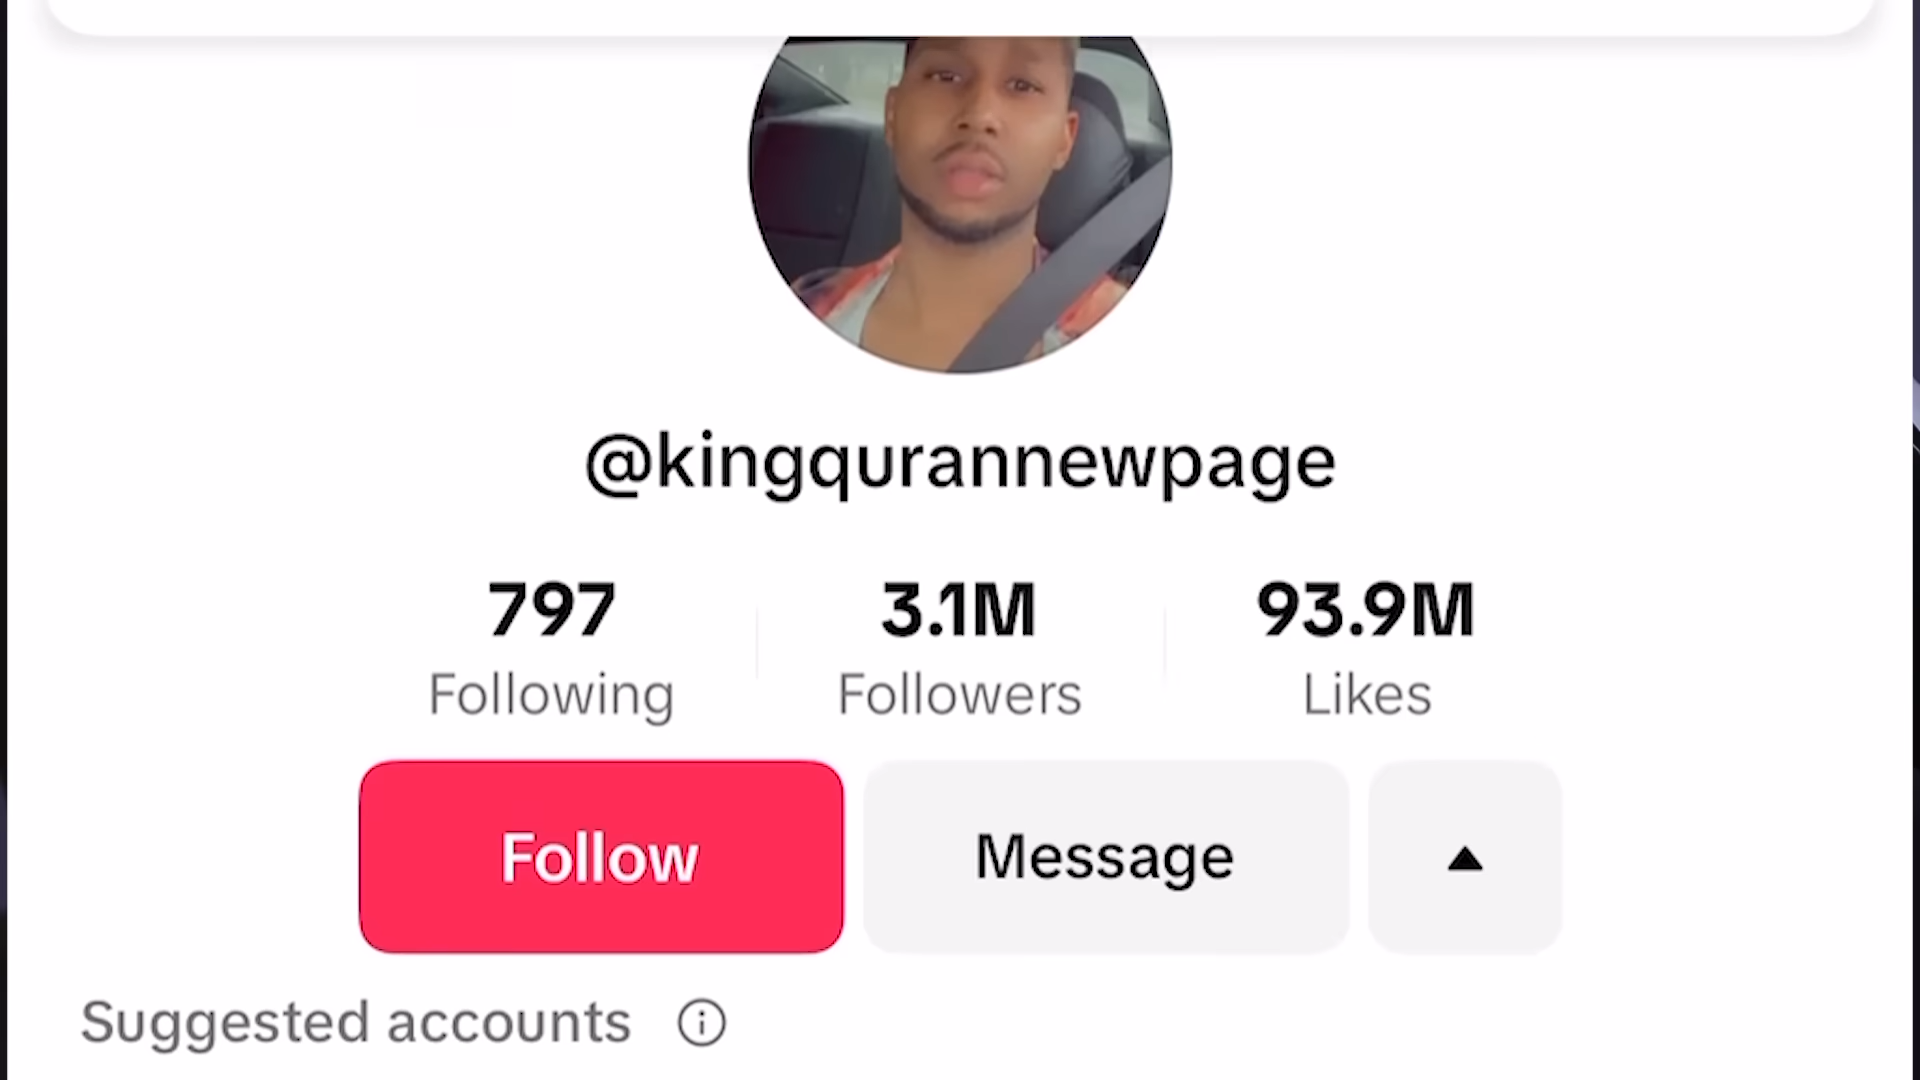 @kingqurannewpage
797 3.1M 93.9M
Following Followers Likes
Follow Message
Suggested accounts